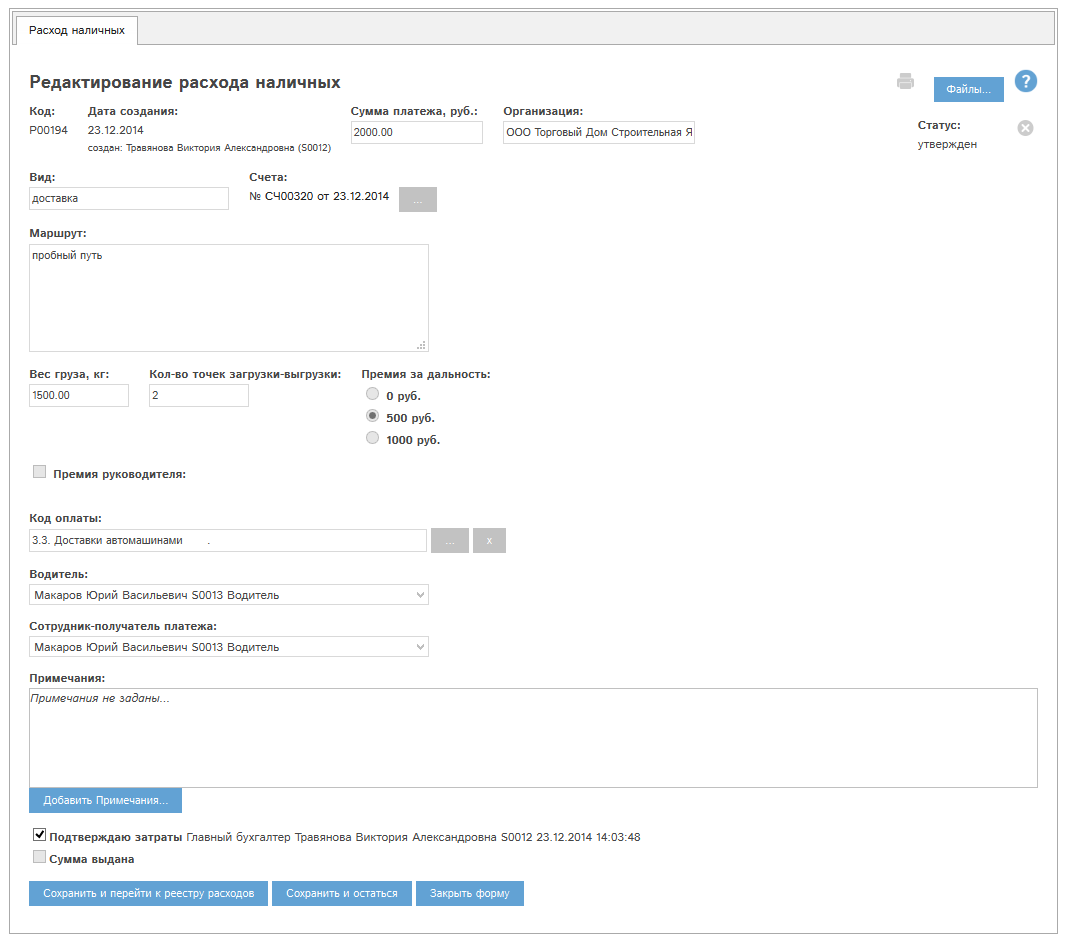 Расход наличных
Редактирование расхода наличных
Файлы...
?
Код: Дата создания: Сумма платежа, руб.: Организация:
Статус:
P00194 23.12.2014 2000.00 ООО Торговый Дом Строительная Я
утвержден
создан: Травянова Виктория Александровна (S0012)
Вид: Счета:
доставка № СЧ00320 от 23.12.2014 ...
Маршрут:
пробный путь
Вес груза, кг: Кол-во точек загрузки-выгрузки: Премия за дальность:
1500.00 2 0 руб.
500 руб.
1000 руб.
Премия руководителя:
Код оплаты:
3.3. Доставки автомашинами . ... x
Водитель:
Макаров Юрий Васильевич S0013 Водитель
Сотрудник-получатель платежа:
Макаров Юрий Васильевич S0013 Водитель
Примечания:
Примечания не заданы...
Добавить Примечания...
Подтверждаю затраты Главный бухгалтер Травянова Виктория Александровна S0012 23.12.2014 14:03:48
Сумма выдана
Сохранить и перейти к реестру расходов Сохранить и остаться Закрыть форму